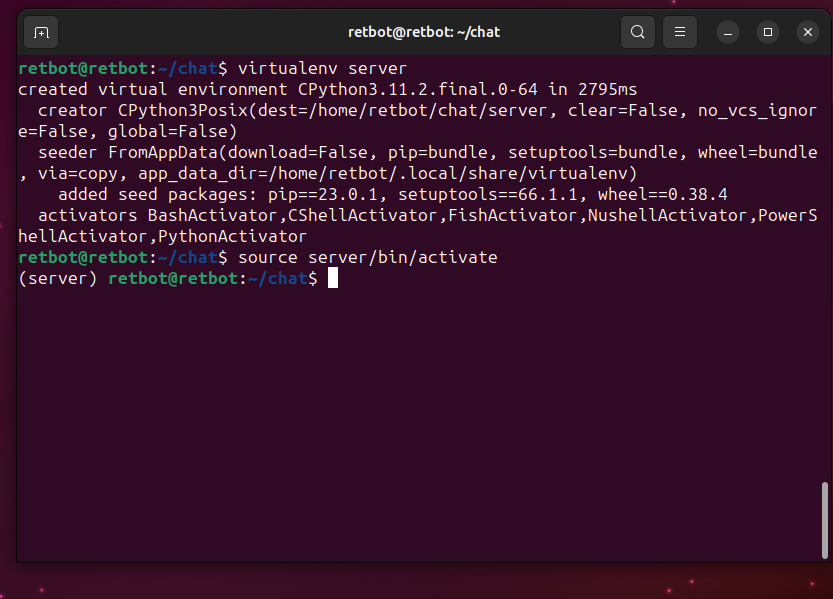 retbot@retbot: ~/chat
retbot@retbot:~/chat$ virtualenv server
created virtual environment CPython3.11.2.final.0-64 in 2795ms
  creator CPython3Posix(dest=/home/retbot/chat/server, clear=False, no_vcs_ignor
e=False, global=False)
  seeder FromAppData(download=False, pip=bundle, setuptools=bundle, wheel=bundle
, via=copy, app_data_dir=/home/retbot/.local/share/virtualenv)
    added seed packages: pip==23.0.1, setuptools==66.1.1, wheel==0.38.4
  activators BashActivator,CShellActivator,FishActivator,NushellActivator,PowerS
hellActivator,PythonActivator
retbot@retbot:~/chat$ source server/bin/activate
(server) retbot@retbot:~/chat$